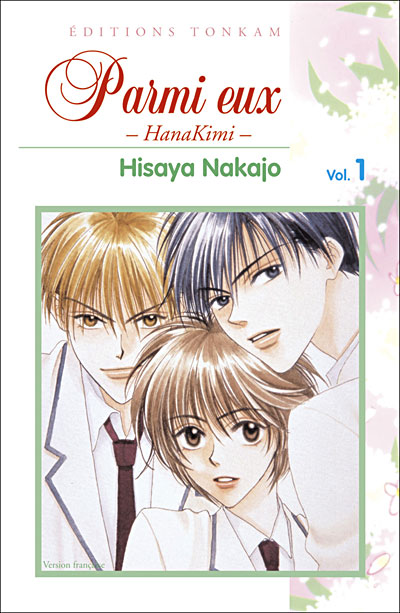 ÉDITIONS TONKAM
Parmi eux
– HanaKimi –
Hisaya Nakajo
Vol. 1
Version française